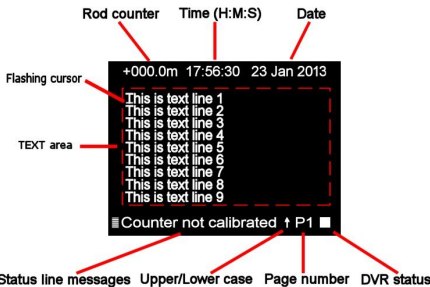 Rod counter Time (H:M:S) Date
+000.0m 17:56:30 23 Jan 2013
Flashing cursor
This is text line 1
This is text line 2
This is text line 3
This is text line 4
TEXT area
This is text line 5
This is text line 6
This is text line 7
This is text line 8
This is text line 9
Counter not calibrated ↑ P1
Status line messages Upper/Lower case Page number DVR status